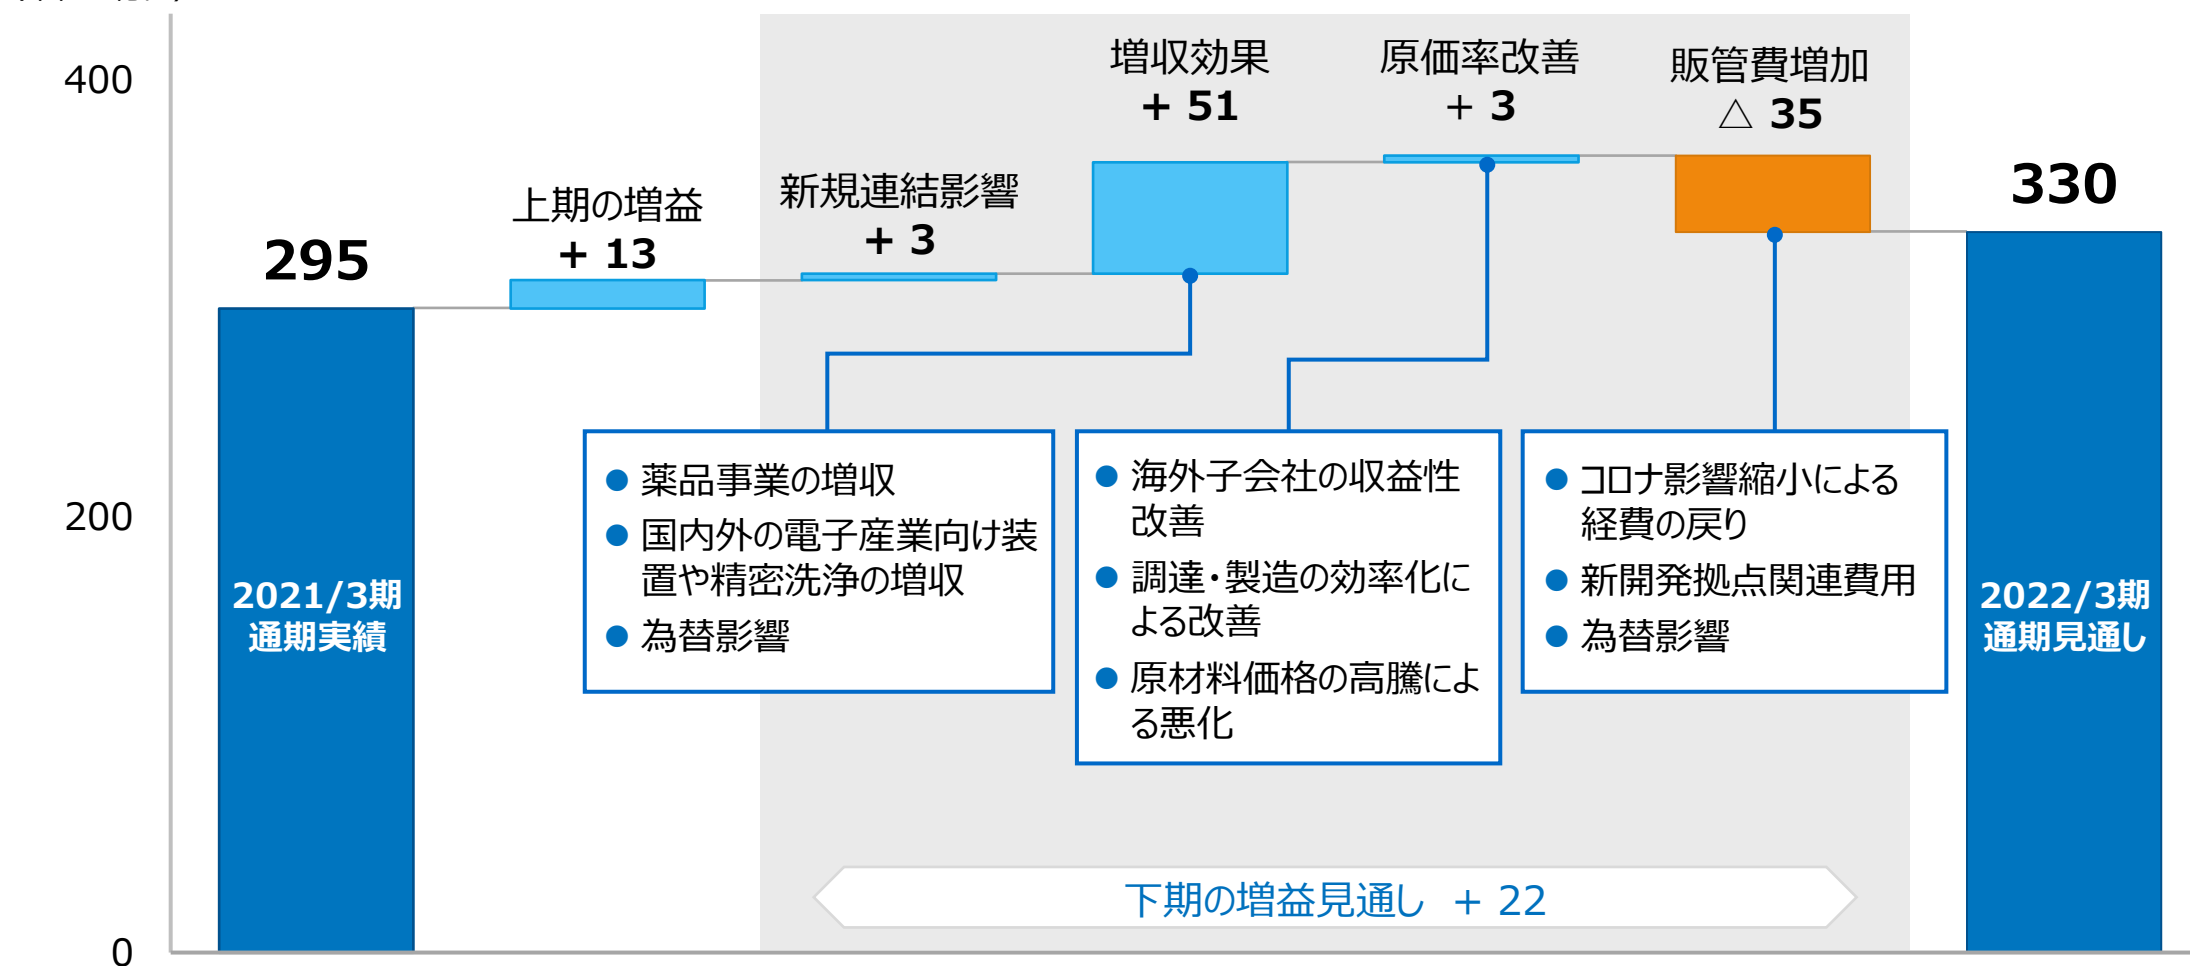 400
200
0
295
2021/3期
通期実績
上期の増益
+ 13
新規連結影響
+ 3
増収効果
+ 51
原価率改善
+ 3
販管費増加
△ 35
330
2022/3期
通期見通し
● 薬品事業の増収
● 国内外の電子産業向け装
置や精密洗浄の増収
● 為替影響
● 海外子会社の収益性
改善
● 調達・製造の効率化に
よる改善
● 原材料価格の高騰によ
る悪化
● コロナ影響縮小による
経費の戻り
● 新開発拠点関連費用
● 為替影響
下期の増益見通し + 22